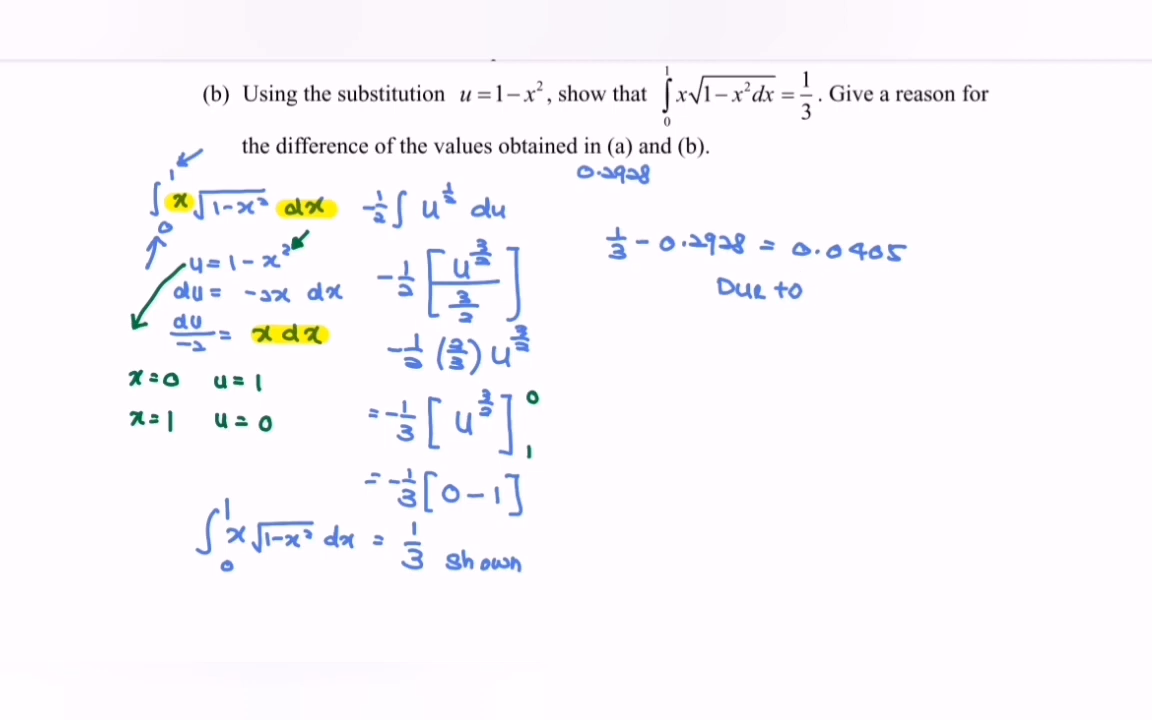 (b) Using the substitution u = 1 – x², show that ∫₀¹ x√(1 – x² dx) = 1/3. Give a reason for
the difference of the values obtained in (a) and (b).
0.2928
∫₀¹ x√(1-x²) dx
u = 1 - x²
du = -2x dx
du/-2 = x dx
x=0 u=1
x=1 u=0
-1/2 ∫ u^(1/2) du
-1/2 [u^(3/2) / (3/2)]
-1/2 (2/3) u^(3/2)
= -1/3 [u^(3/2)]₁⁰
= -1/3 [0-1]
∫₀¹ x√(1-x²) dx = 1/3 shown
1/3 - 0.2928 = 0.0405
Due to